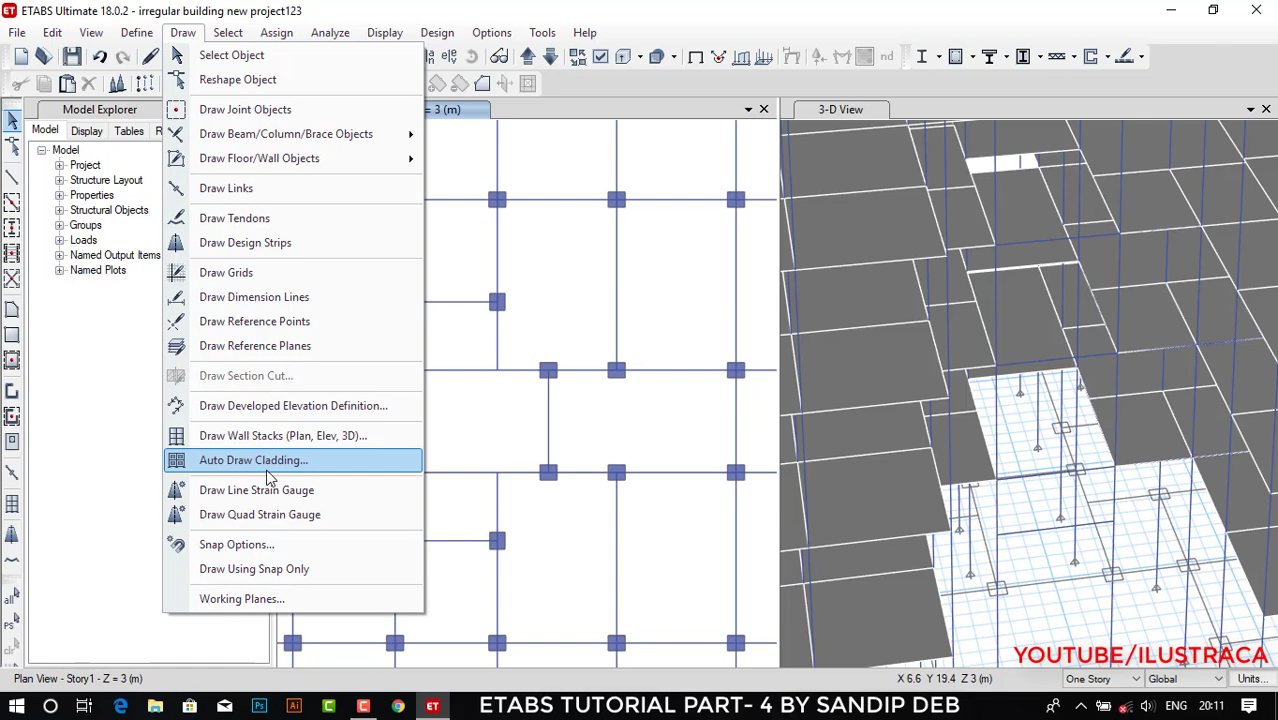 ETABS Ultimate 18.0.2 - irregular building new project123
File Edit View Define Draw Select Assign Analyze Display Design Options Tools Help
nd
Model Explorer
= 3 (m)
3-D View
Model Display Tables R
Model
Project
Structure Layout
Properties
Structural Objects
Groups
Loads
Named Output Items
Named Plots
Select Object
Reshape Object
Draw Joint Objects
Draw Beam/Column/Brace Objects
Draw Floor/Wall Objects
Draw Links
Draw Tendons
Draw Design Strips
Draw Grids
Draw Dimension Lines
Draw Reference Points
Draw Reference Planes
Draw Section Cut...
Draw Developed Elevation Definition...
Draw Wall Stacks (Plan, Elev, 3D)...
Auto Draw Cladding...
Draw Line Strain Gauge
Draw Quad Strain Gauge
Snap Options...
Draw Using Snap Only
Working Planes...
all
PS
clr
YOUTUBE/ILUSTRACA
Plan View - Story1 - Z = 3 (m)
X 6.6 Y 19.4 Z 3 (m)
One Story
Global
Units...
ETABS TUTORIAL PART- 4 BY SANDIP DEB
ENG
20:11